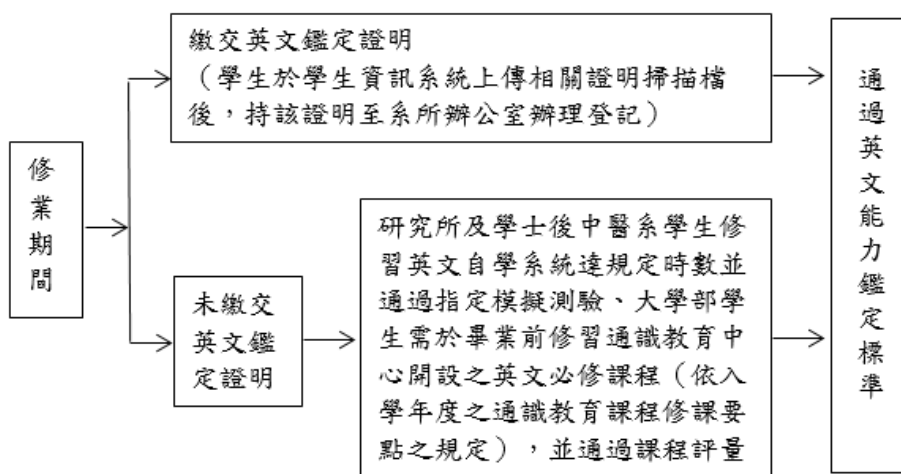 繳交英文鑑定證明
（學生於學生資訊系統上傳相關證明掃描檔
後，持該證明至系所辦公室辦理登記）
修業期間
未繳交
英文鑑
定證明
研究所及學士後中醫系學生修
習英文自學系統達規定時數並
通過指定模擬測驗、大學部學
生需於畢業前修習通識教育中
心開設之英文必修課程（依入
學年度之通識教育課程修課要
點之規定），並通過課程評量
通過英文能力鑑定標準